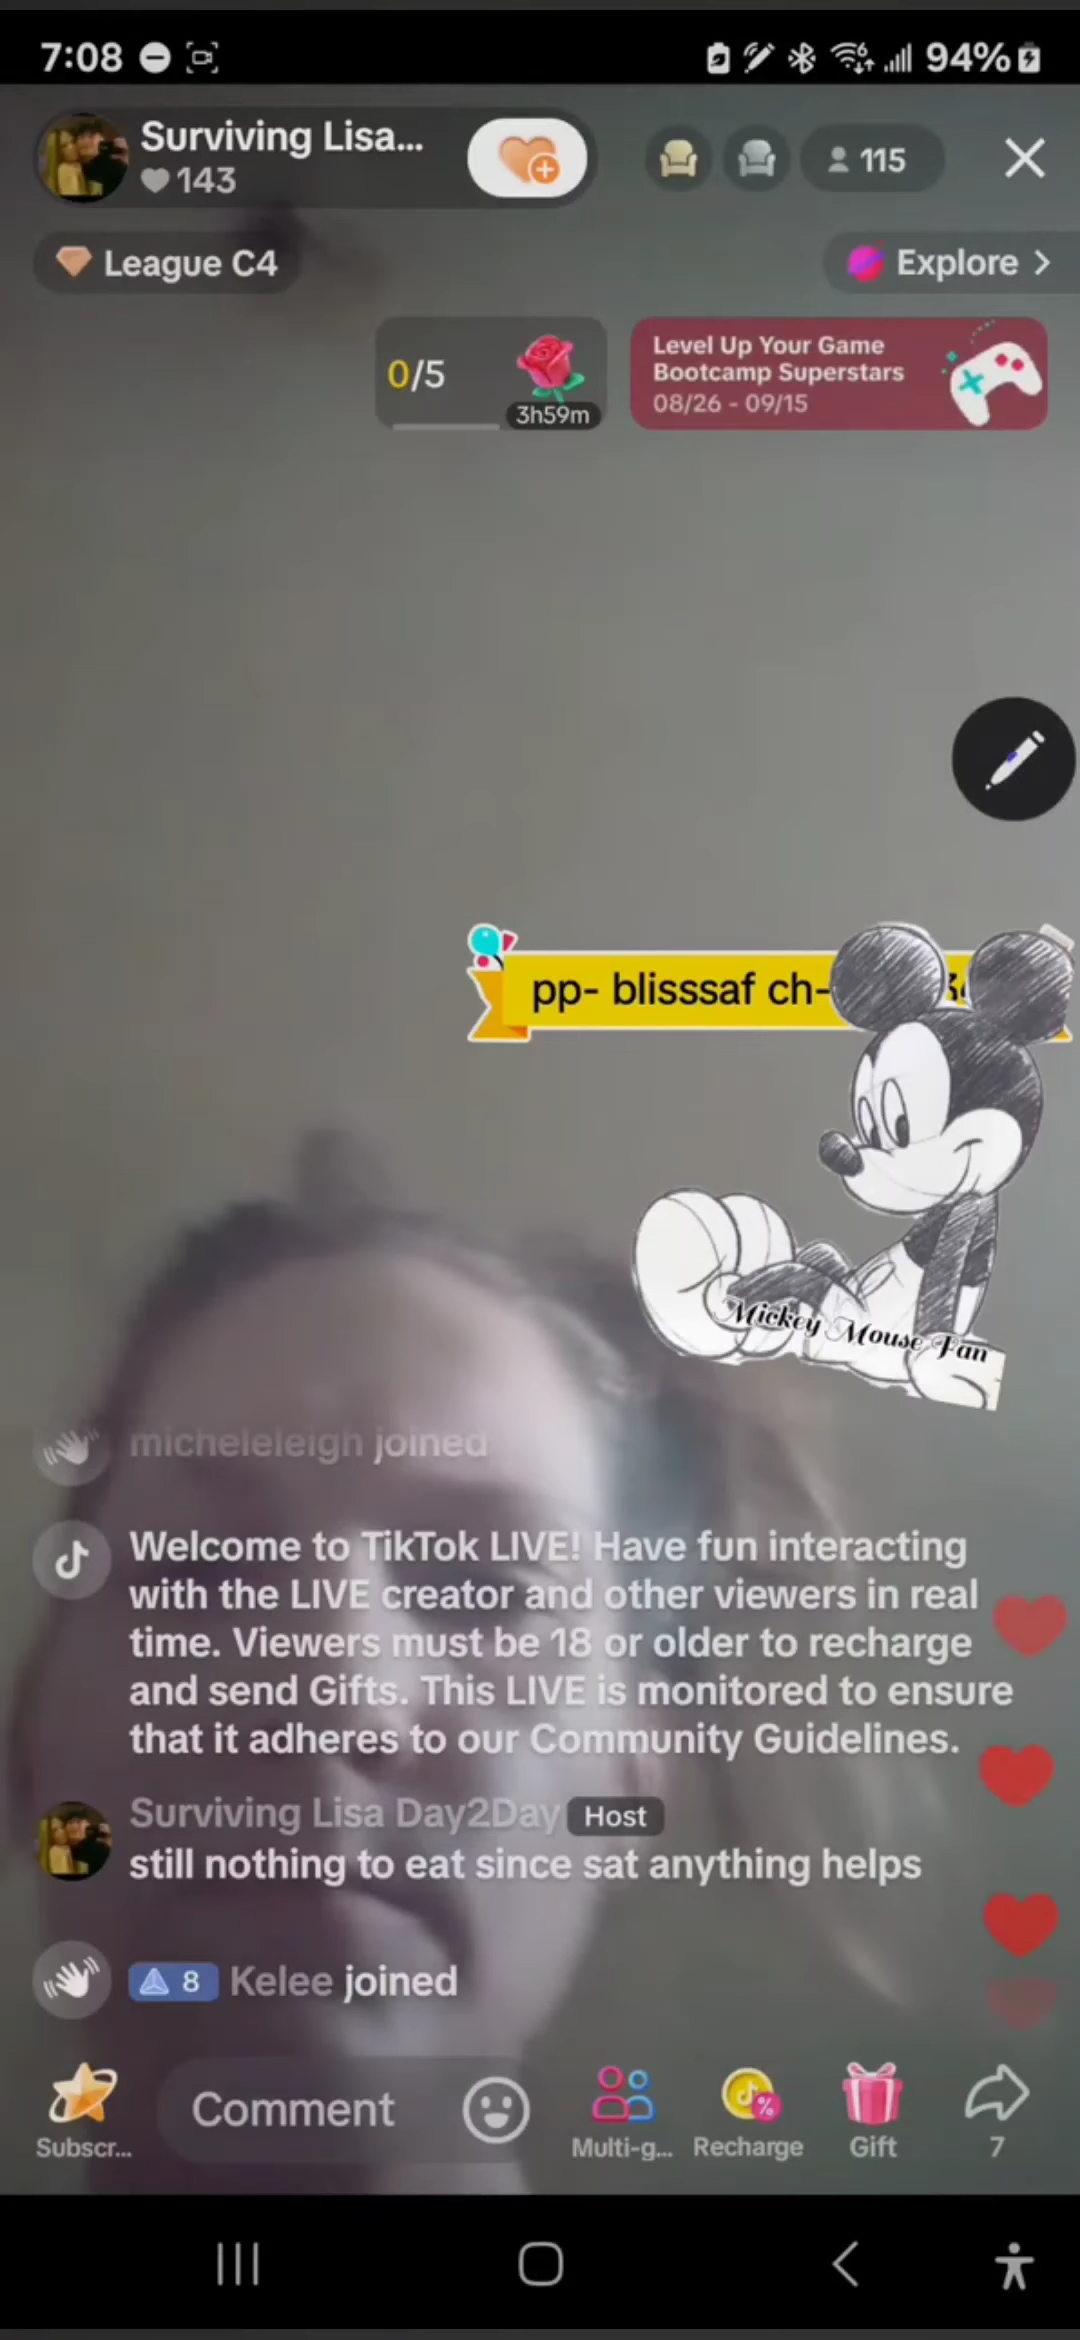 7:08
94%
Surviving Lisa...
143
115
League C4
Explore >
0/5
3h59m
Level Up Your Game
Bootcamp Superstars
08/26 - 09/15
pp- blisssaf ch-
Mickey Mouse Fan
micheleleigh joined
Welcome to TikTok LIVE! Have fun interacting
with the LIVE creator and other viewers in real
time. Viewers must be 18 or older to recharge
and send Gifts. This LIVE is monitored to ensure
that it adheres to our Community Guidelines.
Surviving Lisa Day2Day Host
still nothing to eat since sat anything helps
8 Kelee joined
Comment
Subscr...
Multi-g...
Recharge
Gift
7